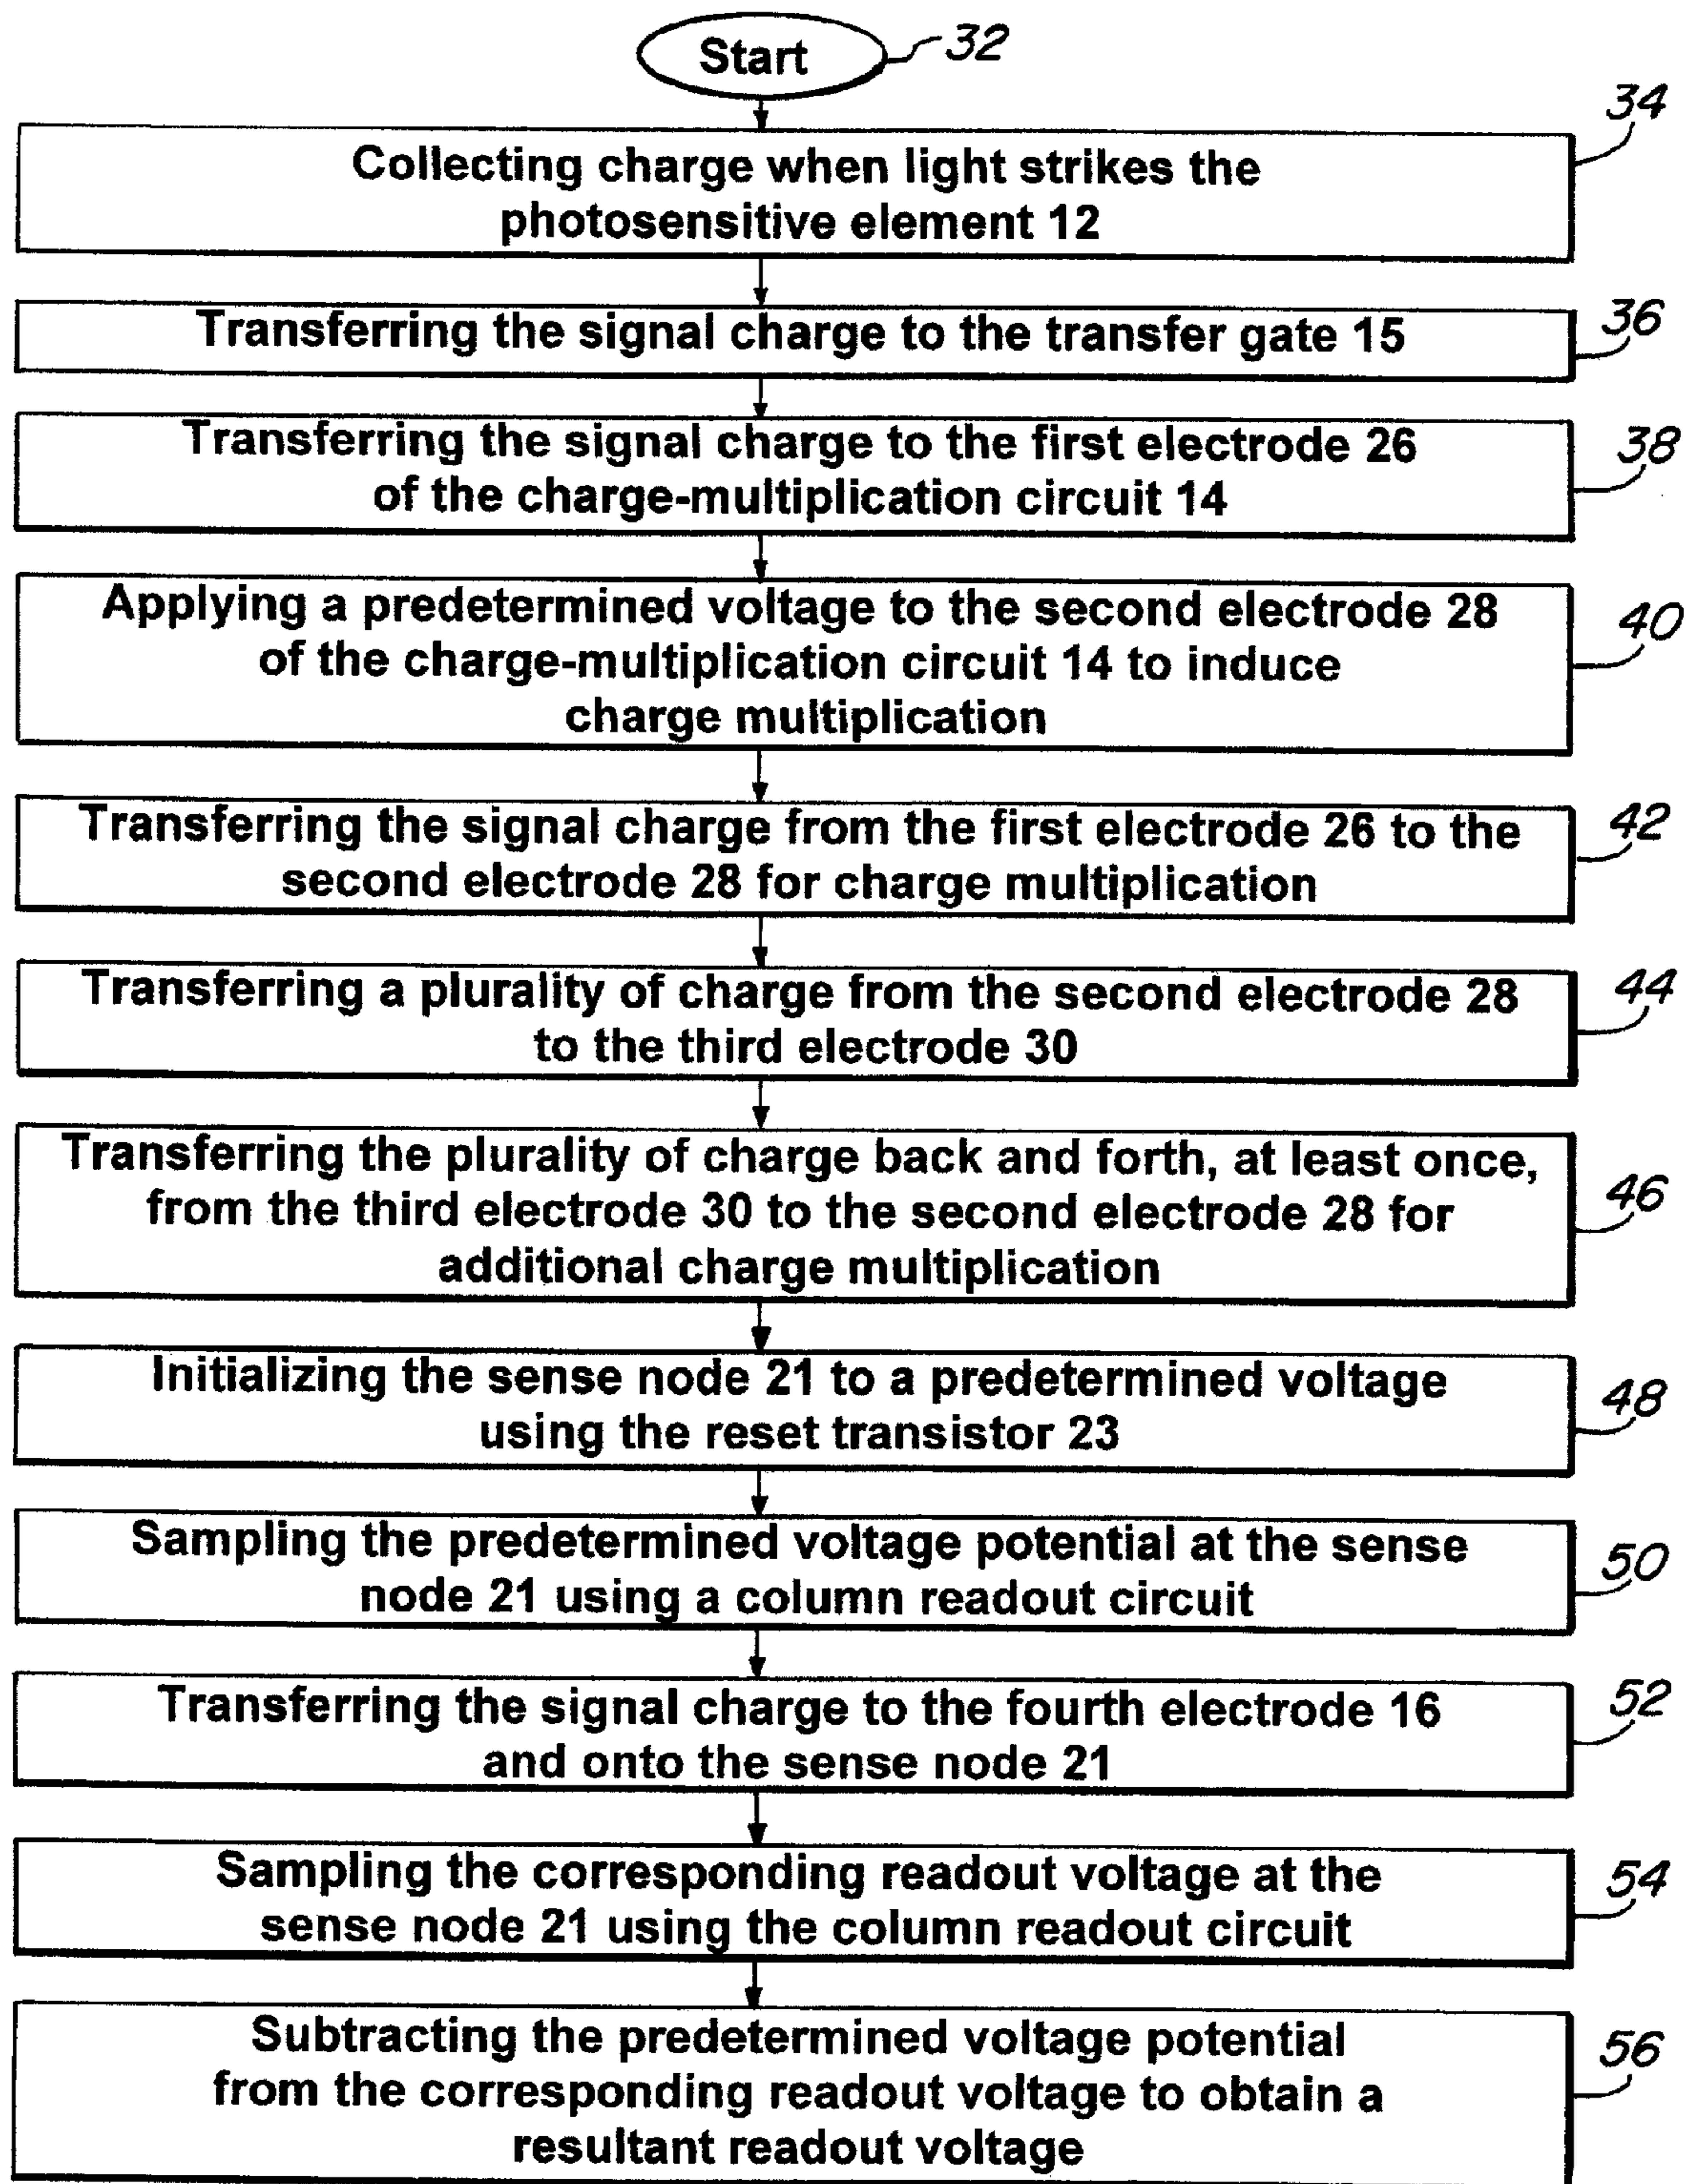 Start
32
34
Collecting charge when light strikes the
photosensitive element 12
Transferring the signal charge to the transfer gate 15
36
Transferring the signal charge to the first electrode 26
of the charge-multiplication circuit 14
38
Applying a predetermined voltage to the second electrode 28
of the charge-multiplication circuit 14 to induce
charge multiplication
40
Transferring the signal charge from the first electrode 26 to the
second electrode 28 for charge multiplication
42
Transferring a plurality of charge from the second electrode 28
to the third electrode 30
44
Transferring the plurality of charge back and forth, at least once,
from the third electrode 30 to the second electrode 28 for
additional charge multiplication
46
Initializing the sense node 21 to a predetermined voltage
using the reset transistor 23
48
Sampling the predetermined voltage potential at the sense
node 21 using a column readout circuit
50
Transferring the signal charge to the fourth electrode 16
and onto the sense node 21
52
Sampling the corresponding readout voltage at the
sense node 21 using the column readout circuit
54
Subtracting the predetermined voltage potential
from the corresponding readout voltage to obtain a
resultant readout voltage
56